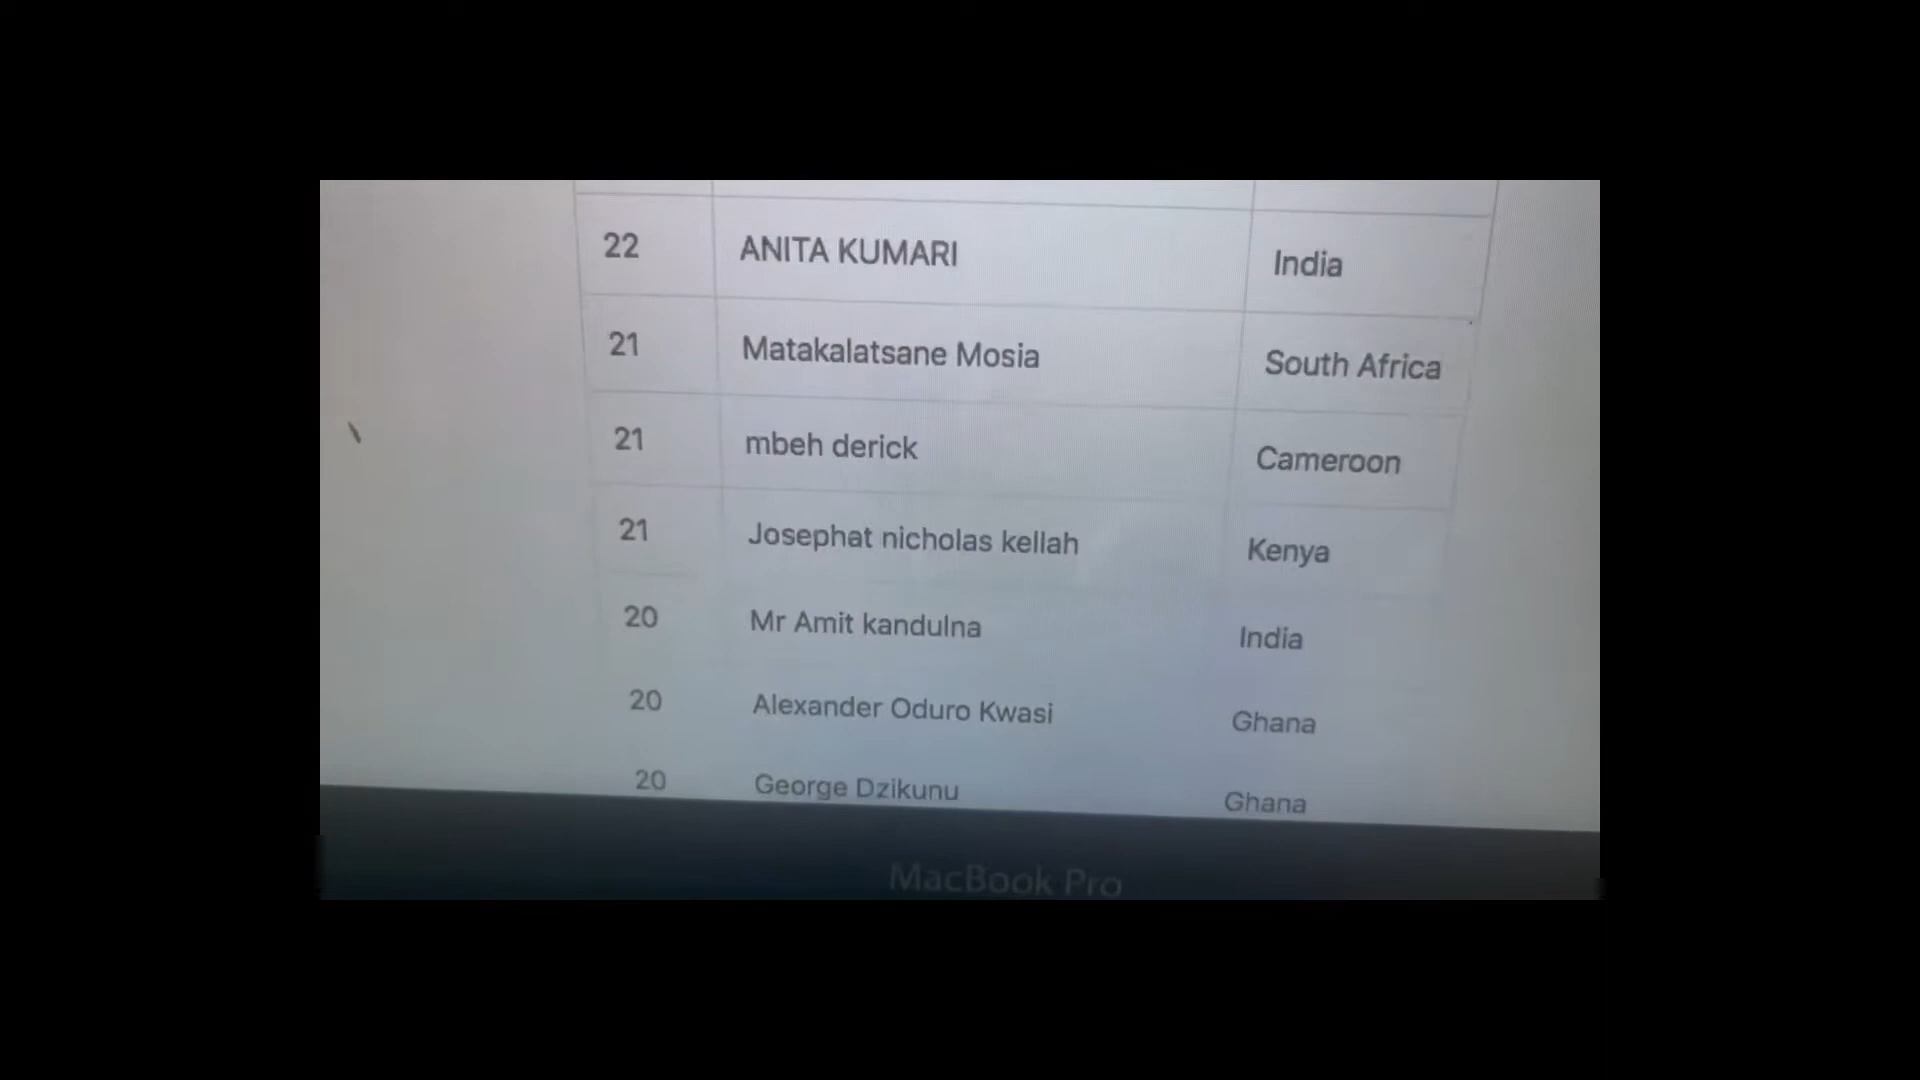 22 ANITA KUMARI India
21 Matakalatsane Mosia South Africa
21 mbeh derick Cameroon
21 Josephat nicholas kellah Kenya
20 Mr Amit kandulna India
20 Alexander Oduro Kwasi Ghana
20 George Dzikunu Ghana
MacBook Pro